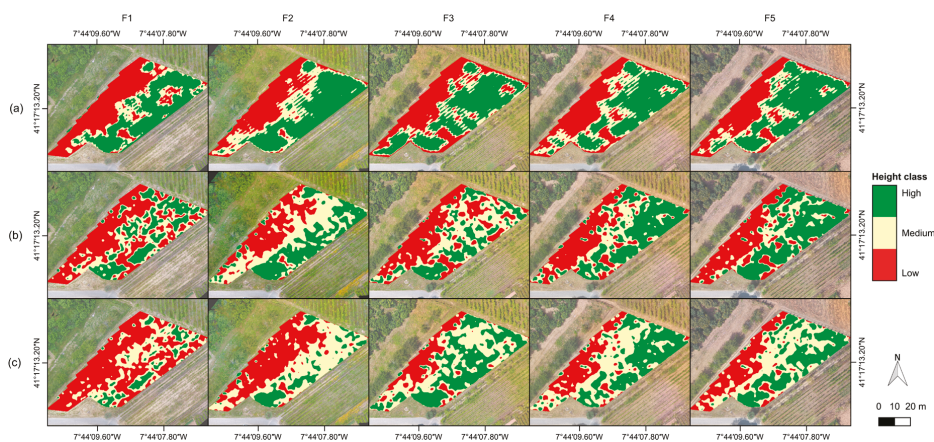 F1 F2 F3 F4 F5
7°44'09.60"W 7°44'07.80"W 7°44'09.60"W 7°44'07.80"W 7°44'09.60"W 7°44'07.80"W 7°44'09.60"W 7°44'07.80"W 7°44'09.60"W 7°44'07.80"W
(a) 41°17'13.20"N 41°17'13.20"N
Height class
High
Medium
Low
(b) 41°17'13.20"N 41°17'13.20"N
(c) 41°17'13.20"N 41°17'13.20"N
N
0 10 20 m
7°44'09.60"W 7°44'07.80"W 7°44'09.60"W 7°44'07.80"W 7°44'09.60"W 7°44'07.80"W 7°44'09.60"W 7°44'07.80"W 7°44'09.60"W 7°44'07.80"W